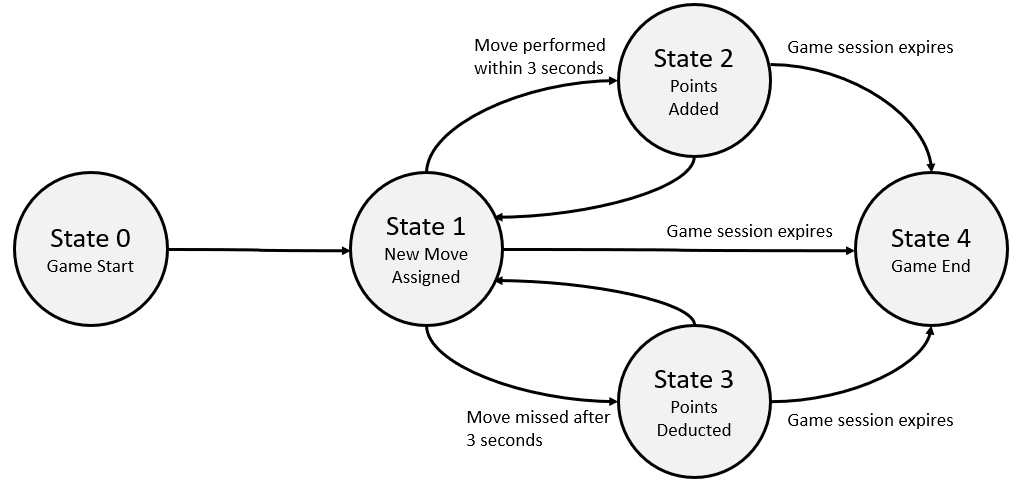 State 0
Game Start
State 1
New Move
Assigned
Move performed
within 3 seconds
State 2
Points
Added
Game session expires
Game session expires
Move missed after
3 seconds
State 3
Points
Deducted
Game session expires
State 4
Game End